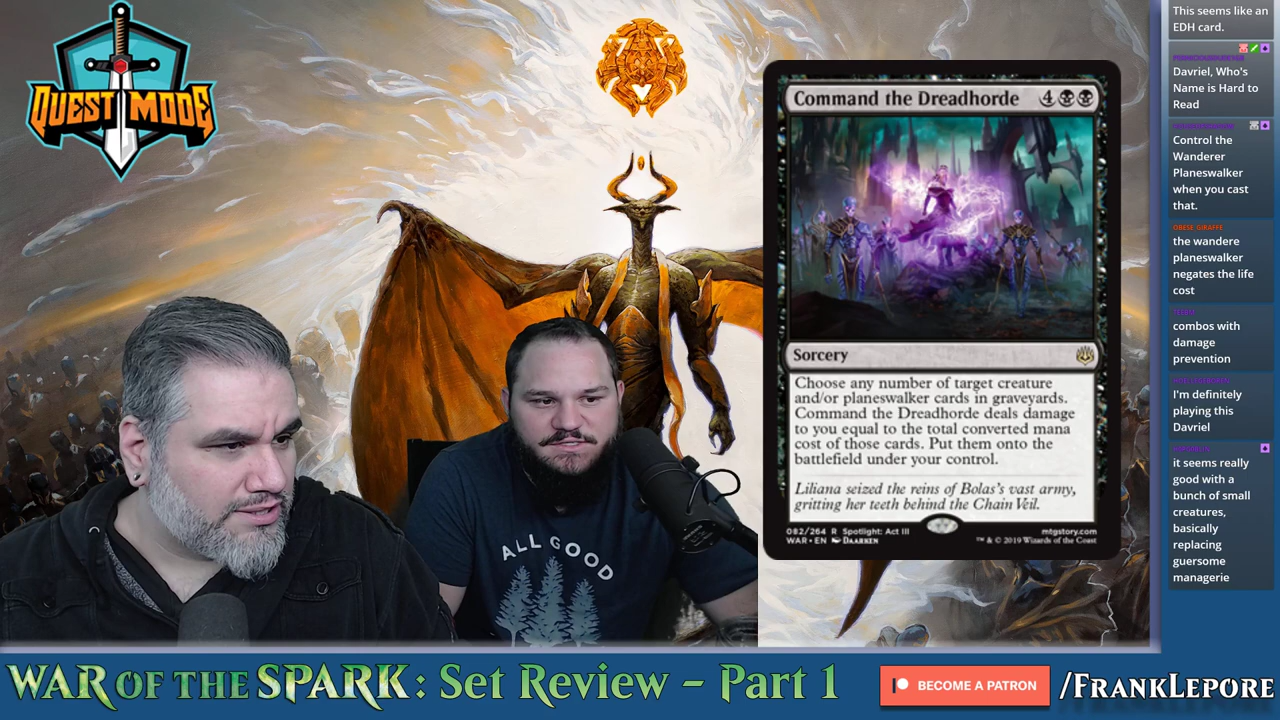 QUEST MODE
Command the Dreadhorde 4
Sorcery
Choose any number of target creature
and/or planeswalker cards in graveyards.
Command the Dreadhorde deals damage
to you equal to the total converted mana
cost of those cards. Put them onto the
battlefield under your control.
Liliana seized the reins of Bolas's vast army,
gritting her teeth behind the Chain Veil.
082/264 R Spotlight: Act III
WAR • EN DAARKEN
mtgstory.com
™ & © 2019 Wizards of the Coast
ALL GOOD
This seems like an
EDH card.
Davriel, Who's
Name is Hard to
Read
Control the
Wanderer
Planeswalker
when you cast
that.
OBESE GIRAFFE
the wandere
planeswalker
negates the life
cost
combos with
damage
prevention
I'm definitely
playing this
Davriel
it seems really
good with a
bunch of small
creatures,
basically
replacing
guersome
managerie
WAR OF THE SPARK: Set Review - Part 1
BECOME A PATRON
/FRANKLEPORE